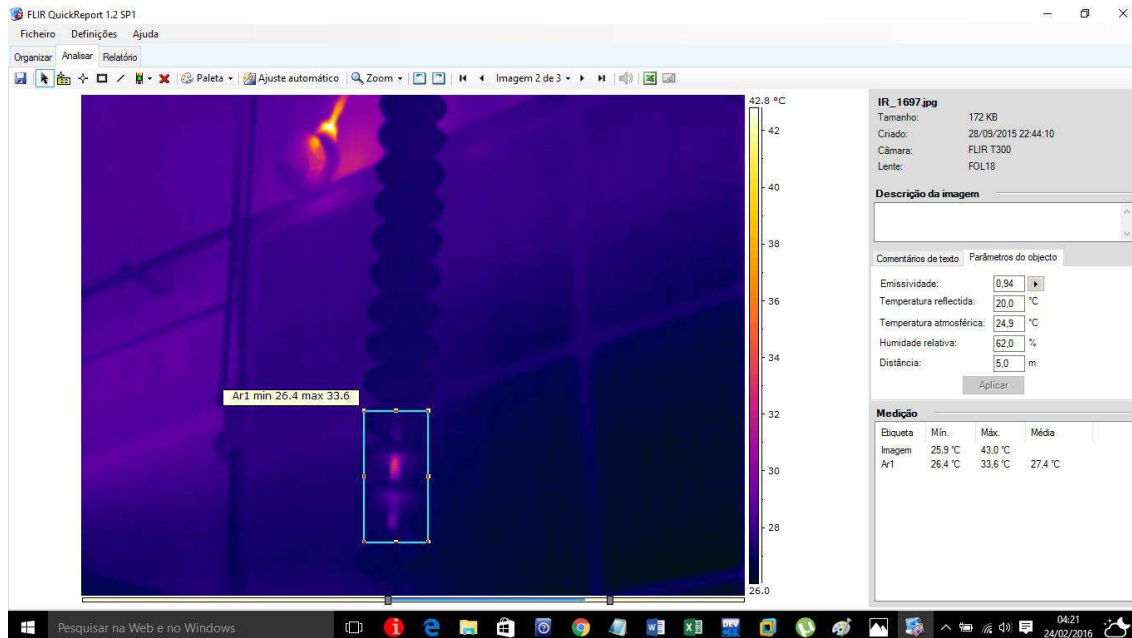 FLIR QuickReport 1.2 SP1
Ficheiro Definições Ajuda
Organizar Analisar Relatório
Paleta Ajuste automático Zoom Imagem 2 de 3
42.8 °C
42
40
38
36
34
32
30
28
26.0
Ar1 min 26.4 max 33.6
IR_1697.jpg
Tamanho: 172 KB
Criado: 28/09/2015 22:44:10
Câmara: FLIR T300
Lente: FOL18
Descrição da imagem
Comentários de texto Parâmetros do objecto
Emissividade: 0,94
Temperatura reflectida: 20,0 °C
Temperatura atmosférica: 24,9 °C
Humidade relativa: 62,0 %
Distância: 5,0 m
Aplicar
Medição
Etiqueta Mín. Máx. Média
Imagem 25,9 °C 43,0 °C
Ar1 26,4 °C 33,6 °C 27,4 °C
Pesquisar na Web e no Windows
DEV
04:21
24/02/2016